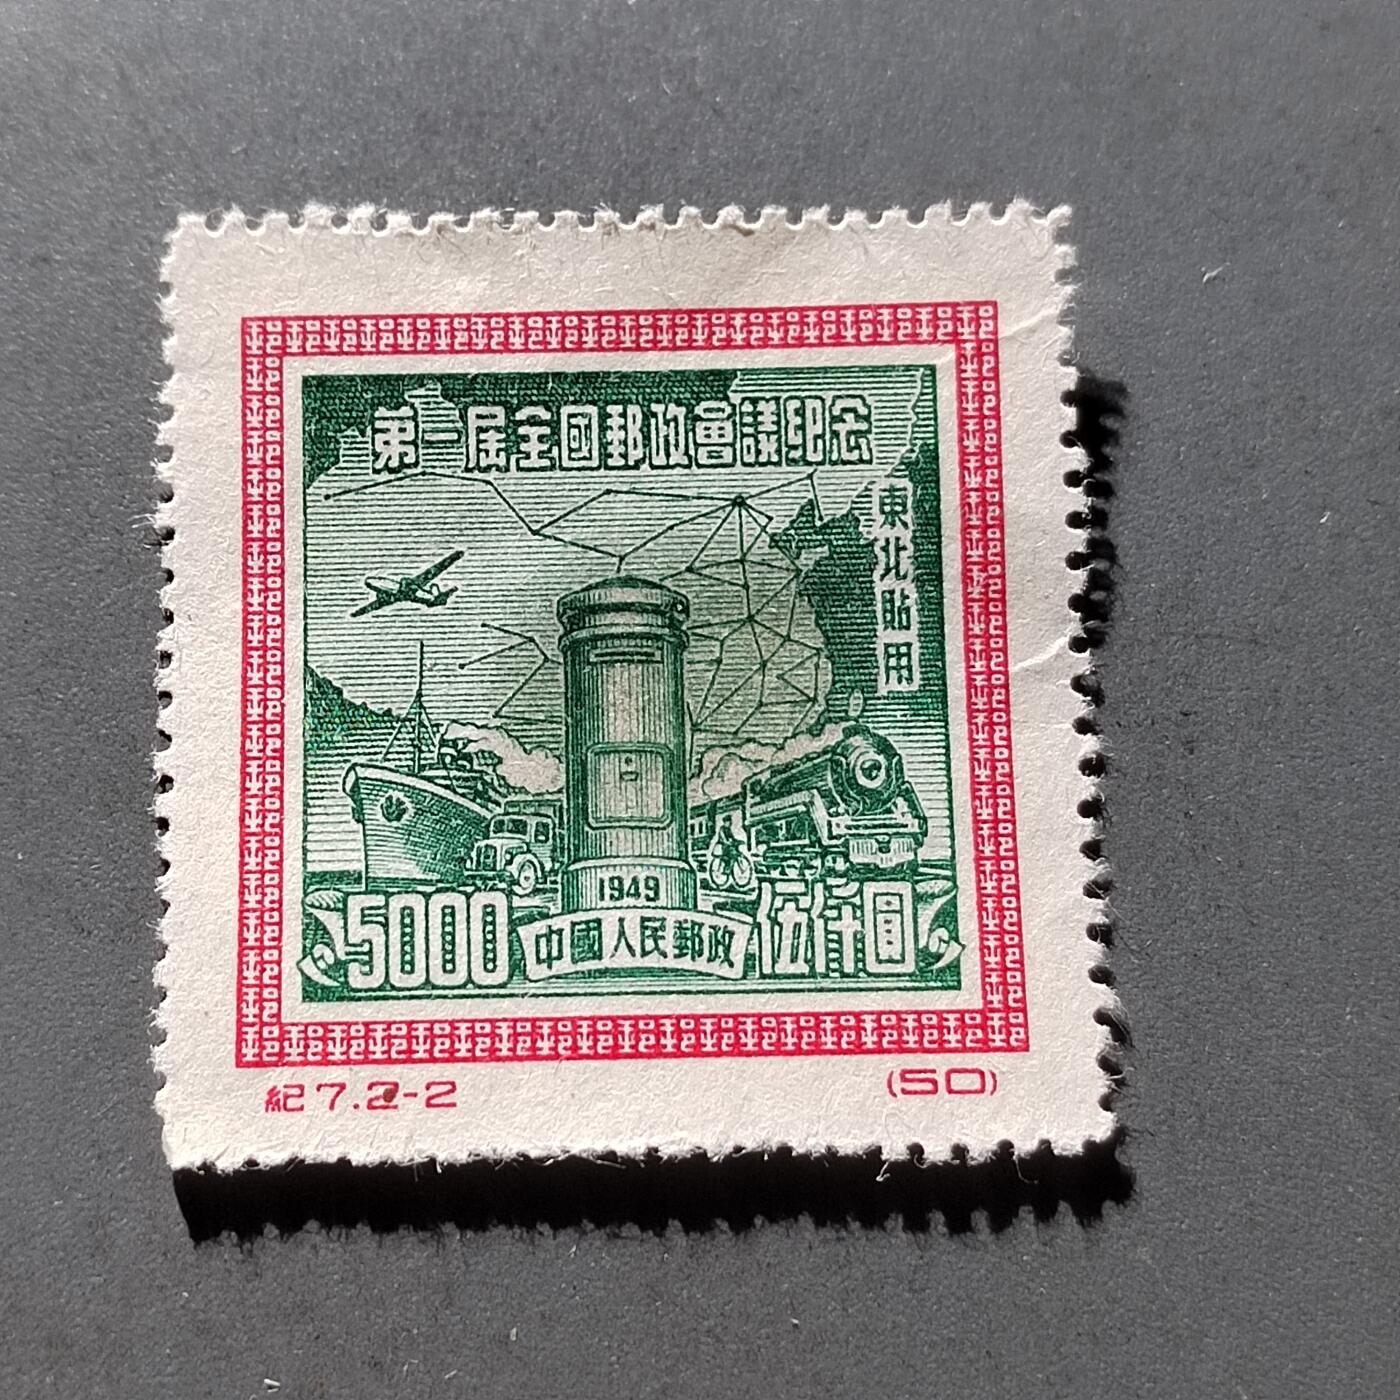 第一屆全國郵政會議紀念
東北貼用
1949
5000
中國人民郵政
伍仟圓
紀7.2-2
(50)